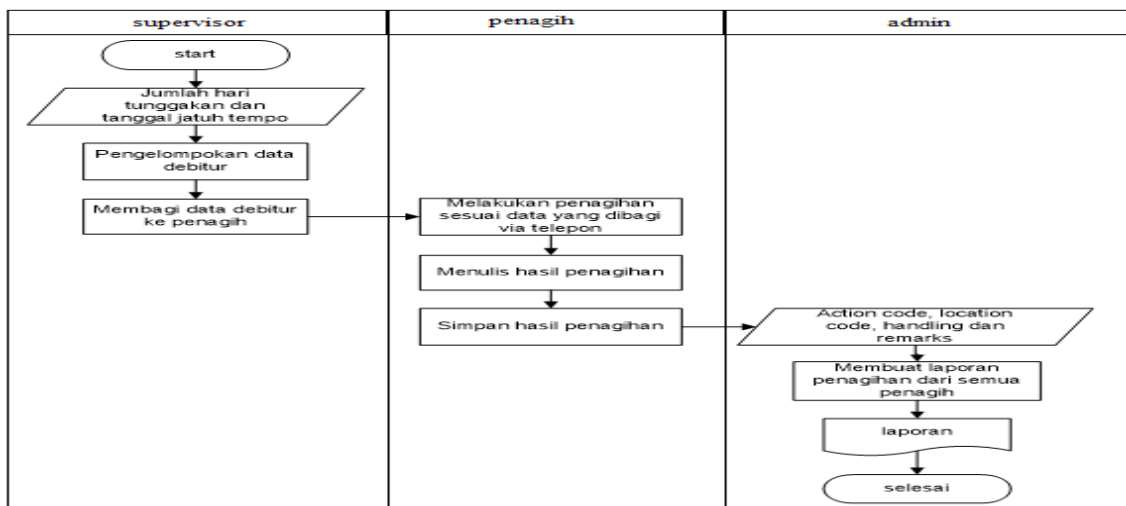 supervisor
penagih
admin
start
Jumlah hari
tunggakan dan
tanggal jatuh tempo
Pengelompokan data
debitur
Membagi data debitur
ke penagih
Melakukan penagihan
sesuai data yang dibagi
via telepon
Menulis hasil penagihan
Simpan hasil penagihan
Action code, location
code, handling dan
remarks
Membuat laporan
penagihan dari semua
penagih
laporan
selesai